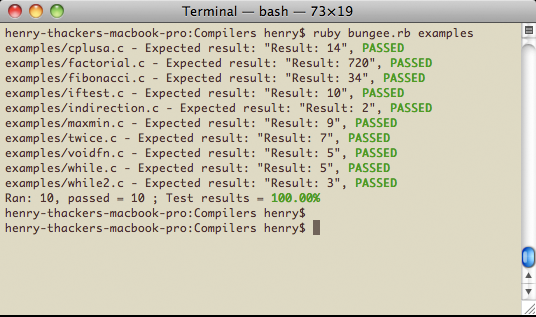 Terminal — bash — 73×19
henry-thackers-macbook-pro:Compilers henry$ ruby bungee.rb examples
examples/cplusa.c - Expected result: "Result: 14", PASSED
examples/factorial.c - Expected result: "Result: 720", PASSED
examples/fibonacci.c - Expected result: "Result: 34", PASSED
examples/iftest.c - Expected result: "Result: 10", PASSED
examples/indirection.c - Expected result: "Result: 2", PASSED
examples/maxmin.c - Expected result: "Result: 9", PASSED
examples/twice.c - Expected result: "Result: 7", PASSED
examples/voidfn.c - Expected result: "Result: 5", PASSED
examples/while.c - Expected result: "Result: 5", PASSED
examples/while2.c - Expected result: "Result: 3", PASSED
Ran: 10, passed = 10 ; Test results = 100.00%
henry-thackers-macbook-pro:Compilers henry$
henry-thackers-macbook-pro:Compilers henry$